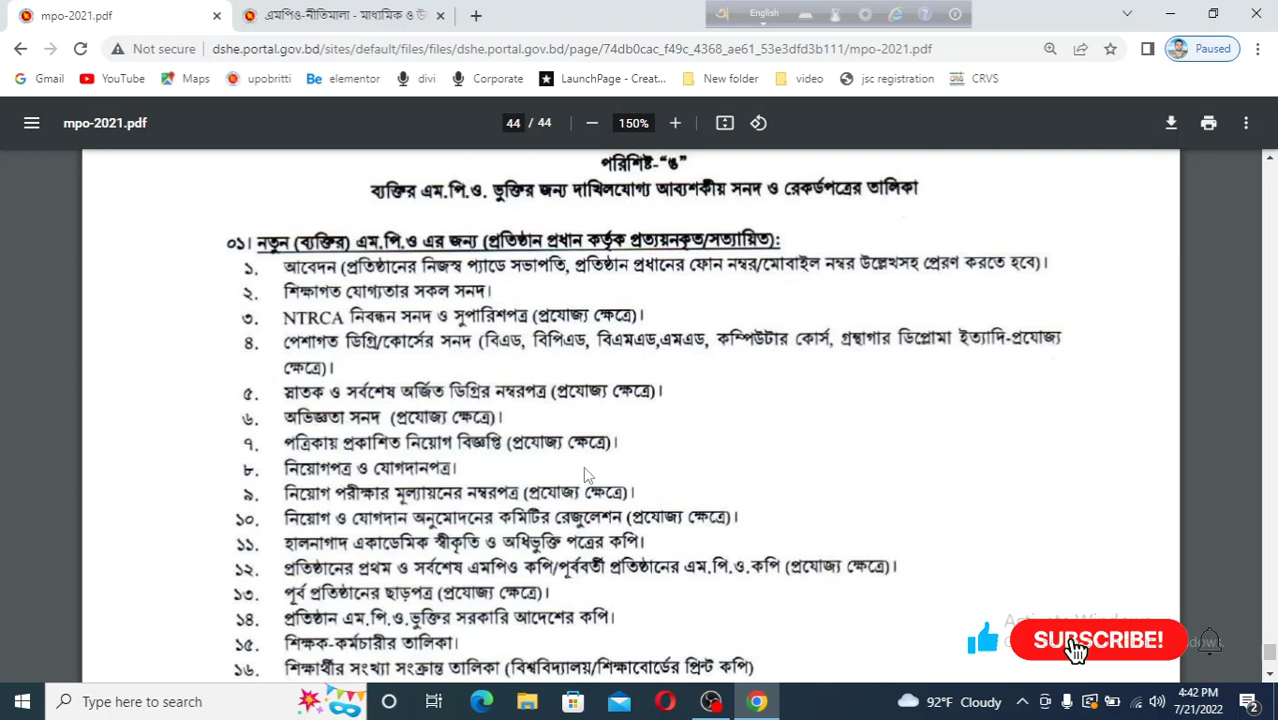 mpo-2021.pdf
এমপিও-নীতিমালা - মাধ্যমিক ও উ
English
Not secure
dshe.portal.gov.bd/sites/default/files/files/dshe.portal.gov.bd/page/74db0cac_f49c_4368_ae61_53e3dfd3b111/mpo-2021.pdf
Paused
Gmail YouTube Maps upobritti elementor divi Corporate LaunchPage - Creat... New folder video jsc registration CRVS
mpo-2021.pdf 44 / 44 150%
পরিশিষ্ট-“ঙ”
ব্যক্তির এম.পি.ও. ভুক্তির জন্য দাখিলযোগ্য আব্যশকীয় সনদ ও রেকর্ডপত্রের তালিকা
০১। নতুন (ব্যক্তির) এম.পি.ও এর জন্য (প্রতিষ্ঠান প্রধান কর্তৃক প্রত্যয়নকৃত/সত্যায়িত):
১. আবেদন (প্রতিষ্ঠানের নিজস্ব প্যাডে সভাপতি, প্রতিষ্ঠান প্রধানের ফোন নম্বর/মোবাইল নম্বর উল্লেখসহ প্রেরণ করতে হবে)।
২. শিক্ষাগত যোগ্যতার সকল সনদ।
৩. NTRCA নিবন্ধন সনদ ও সুপারিশপত্র (প্রযোজ্য ক্ষেত্রে)।
৪. পেশাগত ডিগ্রি/কোর্সের সনদ (বিএড, বিপিএড, বিএমএড,এমএড, কম্পিউটার কোর্স, গ্রন্থাগার ডিপ্লোমা ইত্যাদি-প্রযোজ্য
ক্ষেত্রে)।
৫. স্নাতক ও সর্বশেষ অর্জিত ডিগ্রির নম্বরপত্র (প্রযোজ্য ক্ষেত্রে)।
৬. অভিজ্ঞতা সনদ (প্রযোজ্য ক্ষেত্রে)।
৭. পত্রিকায় প্রকাশিত নিয়োগ বিজ্ঞপ্তি (প্রযোজ্য ক্ষেত্রে)।
৮. নিয়োগপত্র ও যোগদানপত্র।
৯. নিয়োগ পরীক্ষার মূল্যায়নের নম্বরপত্র (প্রযোজ্য ক্ষেত্রে)।
১০. নিয়োগ ও যোগদান অনুমোদনের কমিটির রেজুলেশন (প্রযোজ্য ক্ষেত্রে)।
১১. হালনাগাদ একাডেমিক স্বীকৃতি ও অধিভুক্তি পত্রের কপি।
১২. প্রতিষ্ঠানের প্রথম ও সর্বশেষ এমপিও কপি/পূর্ববর্তী প্রতিষ্ঠানের এম.পি.ও.কপি (প্রযোজ্য ক্ষেত্রে)।
১৩. পূর্ব প্রতিষ্ঠানের ছাড়পত্র (প্রযোজ্য ক্ষেত্রে)।
১৪. প্রতিষ্ঠান এম.পি.ও.ভুক্তির সরকারি আদেশের কপি।
১৫. শিক্ষক-কর্মচারীর তালিকা।
১৬. শিক্ষার্থীর সংখ্যা সংক্রান্ত তালিকা (বিশ্ববিদ্যালয়/শিক্ষাবোর্ডের প্রিন্ট কপি)
Activate Windows
SUBSCRIBE!
Type here to search
92°F Cloudy
4:42 PM
7/21/2022
2